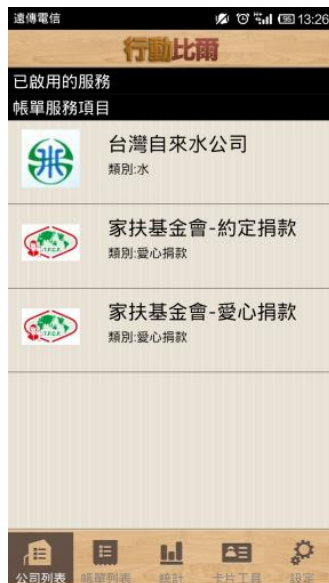 遠傳電信 95 13:26
行動比爾
已啟用的服務
帳單服務項目
台灣自來水公司
類別:水
家扶基金會-約定捐款
類別:愛心捐款
家扶基金會-愛心捐款
類別:愛心捐款
公司列表 帳單列表 統計 卡片工具 設定